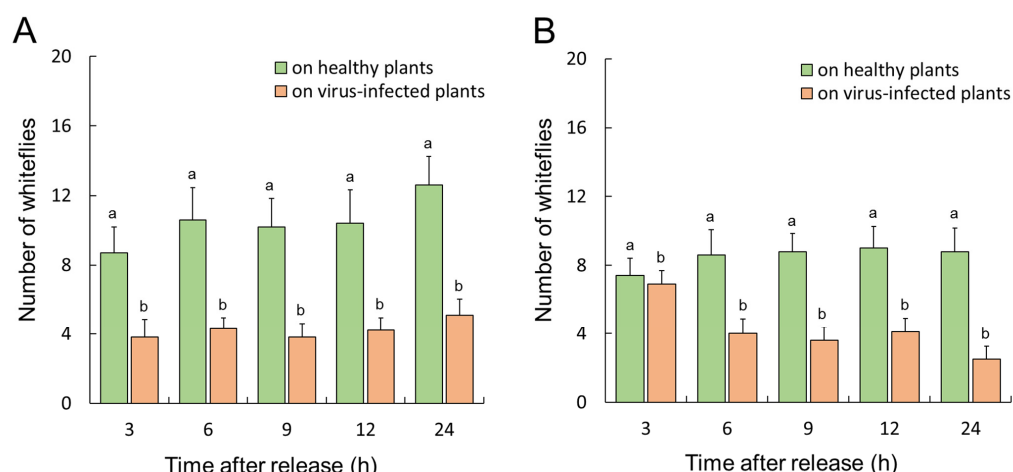 A
20
16
12
8
4
0
Number of whiteflies
on healthy plants
on virus-infected plants
a
b
a
b
a
b
a
b
a
b
3 6 9 12 24
Time after release (h)
B
20
16
12
8
4
0
Number of whiteflies
on healthy plants
on virus-infected plants
a
b
a
b
a
b
a
b
a
b
3 6 9 12 24
Time after release (h)